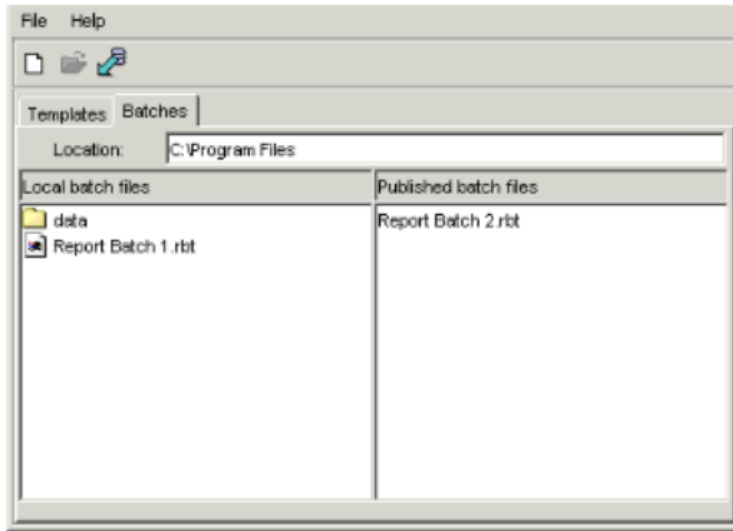 File Help
Templates Batches
Location: C:\Program Files
Local batch files Published batch files
data Report Batch 2.rbt
Report Batch 1.rbt